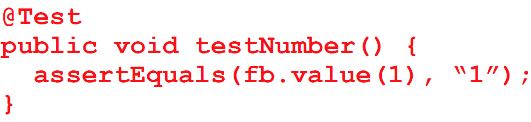 @Test
public void testNumber() {
  assertEquals(fb.value(1), “1”);
}